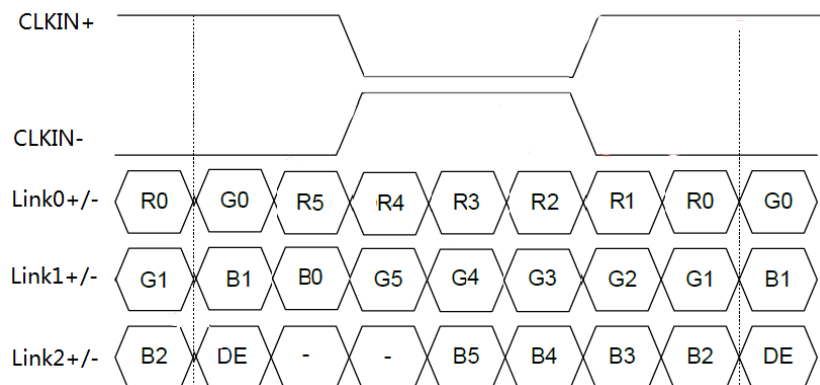 CLKIN+
CLKIN-
Link0+/- R0 G0 R5 R4 R3 R2 R1 R0 G0
Link1+/- G1 B1 B0 G5 G4 G3 G2 G1 B1
Link2+/- B2 DE - - B5 B4 B3 B2 DE